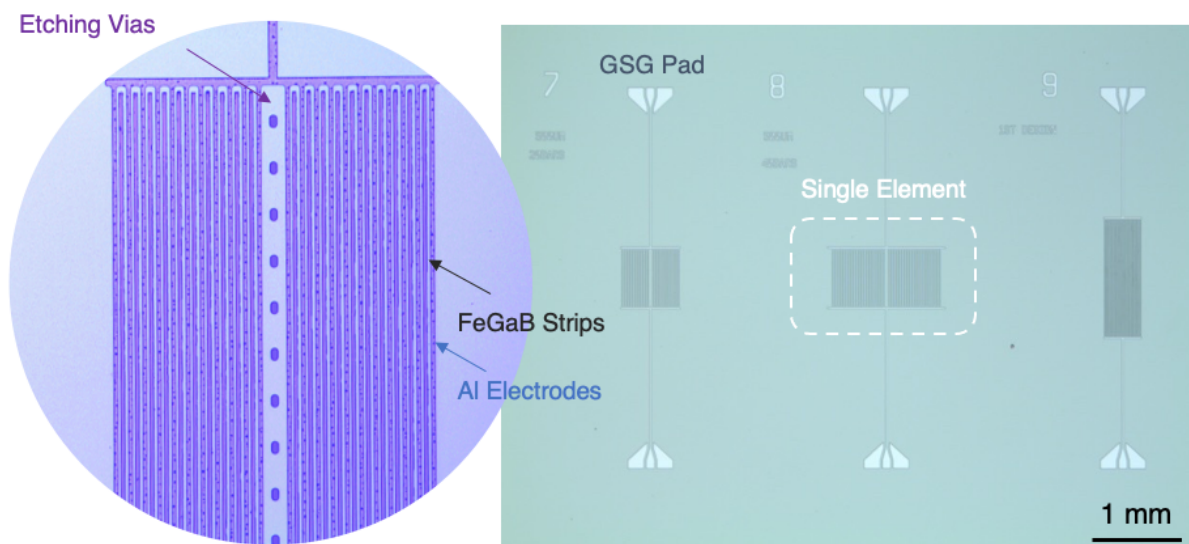 Etching Vias
FeGaB Strips
Al Electrodes
GSG Pad
7
8
9
Single Element
1 mm